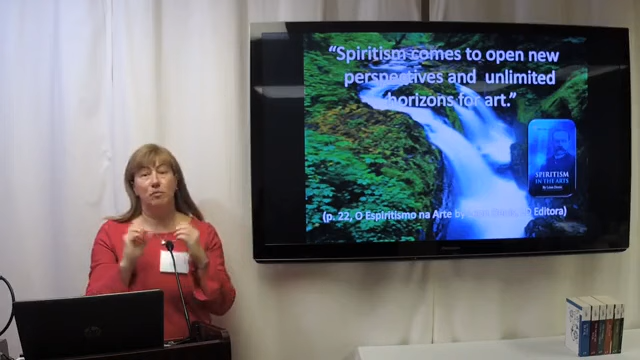 “Spiritism comes to open new
perspectives and unlimited
horizons for art.”
SPIRITISM
IN THE ARTS
(p. 22, O Espiritismo na Arte by Editora)
hp